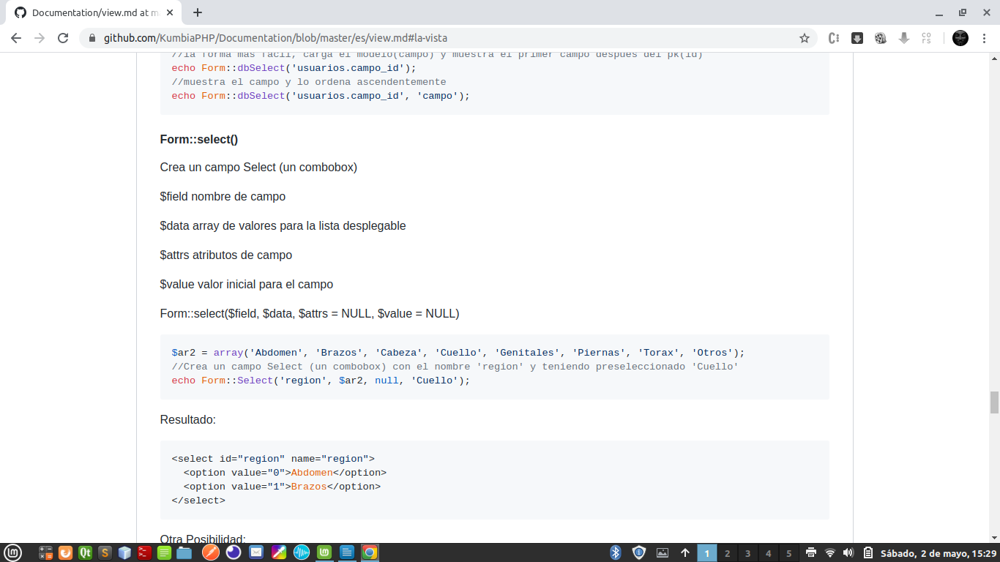 Documentation/view.md at m
github.com/KumbiaPHP/Documentation/blob/master/es/view.md#la-vista
co
rs
//la forma más fácil, carga el modelo(campo) y muestra el primer campo después del pk(id)
echo Form::dbSelect('usuarios.campo_id');
//muestra el campo y lo ordena ascendentemente
echo Form::dbSelect('usuarios.campo_id', 'campo');
Form::select()
Crea un campo Select (un combobox)
$field nombre de campo
$data array de valores para la lista desplegable
$attrs atributos de campo
$value valor inicial para el campo
Form::select($field, $data, $attrs = NULL, $value = NULL)
$ar2 = array('Abdomen', 'Brazos', 'Cabeza', 'Cuello', 'Genitales', 'Piernas', 'Torax', 'Otros');
//Crea un campo Select (un combobox) con el nombre 'region' y teniendo preseleccionado 'Cuello'
echo Form::Select('region', $ar2, null, 'Cuello');
Resultado:
<select id="region" name="region">
  <option value="0">Abdomen</option>
  <option value="1">Brazos</option>
</select>
Otra Posibilidad:
Qt
S
1 2 3 4 5
Sábado, 2 de mayo, 15:29